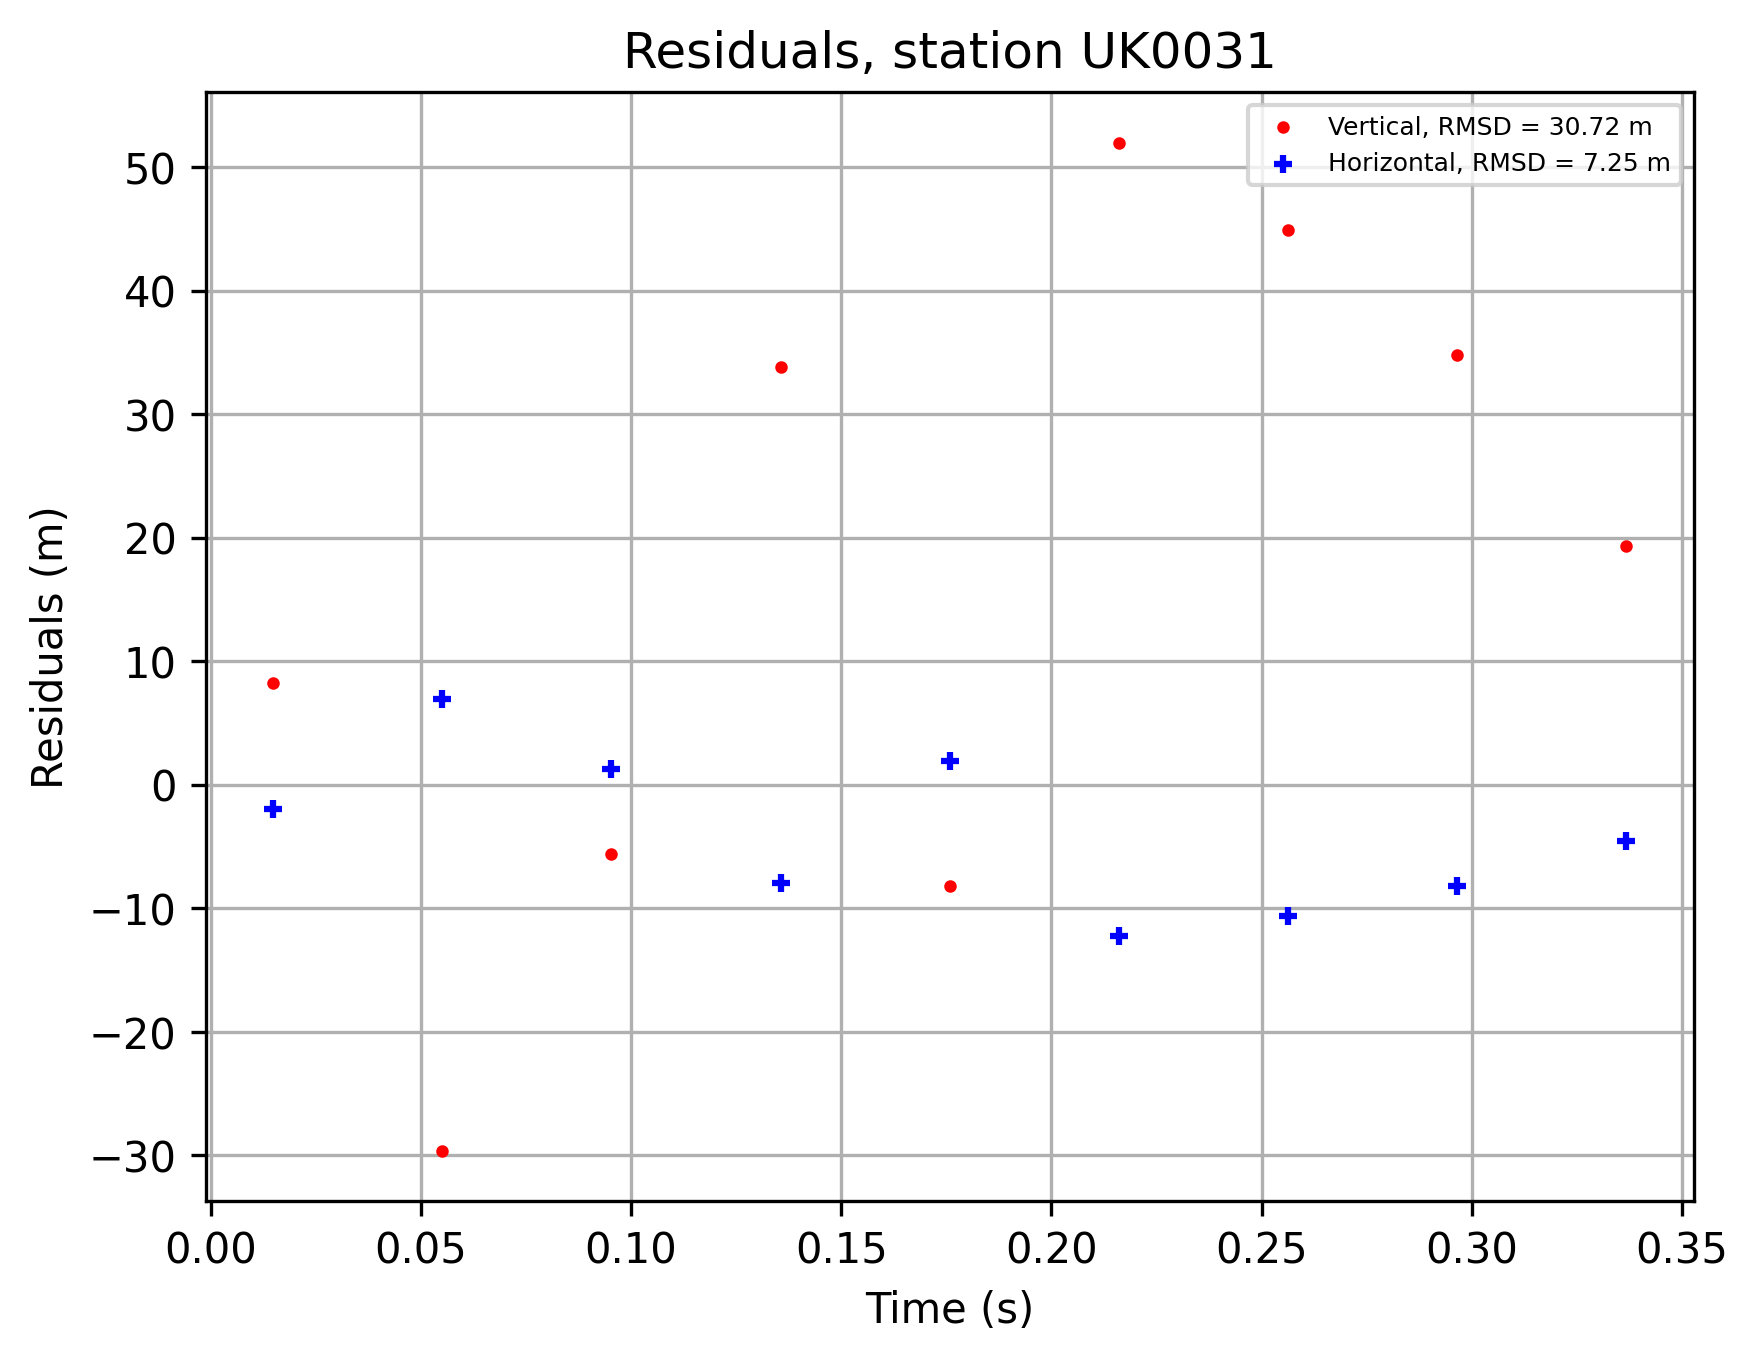 Residuals, station UK0031
Vertical, RMSD = 30.72 m
Horizontal, RMSD = 7.25 m
Residuals (m)
50
40
30
20
10
0
−10
−20
−30
0.00 0.05 0.10 0.15 0.20 0.25 0.30 0.35
Time (s)